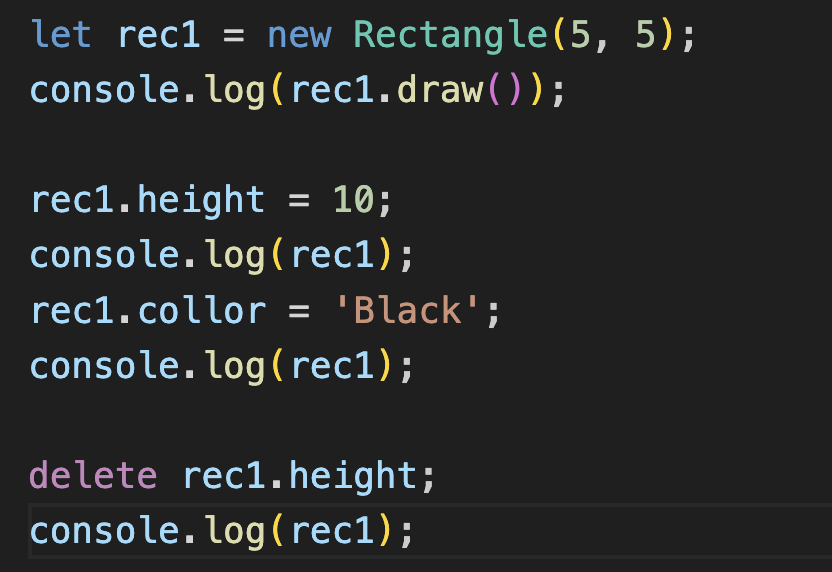 let rec1 = new Rectangle(5, 5);
console.log(rec1.draw());
rec1.height = 10;
console.log(rec1);
rec1.collor = 'Black';
console.log(rec1);
delete rec1.height;
console.log(rec1);